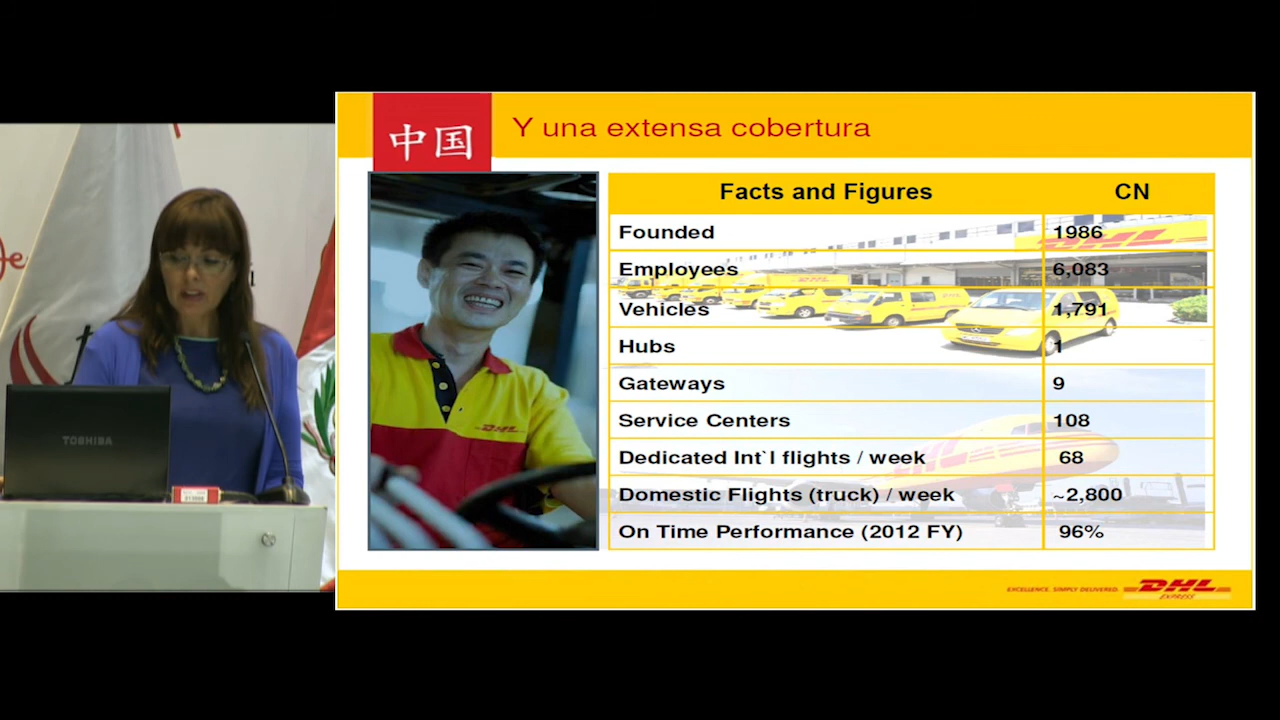 中国
Y una extensa cobertura
Facts and Figures CN
Founded 1986
Employees 6,083
Vehicles 1,791
Hubs 1
Gateways 9
Service Centers 108
Dedicated Int`l flights / week 68
Domestic Flights (truck) / week ~2,800
On Time Performance (2012 FY) 96%
DHL
TOSHIBA
EXCELLENCE. SIMPLY DELIVERED.
DHL
EXPRESS